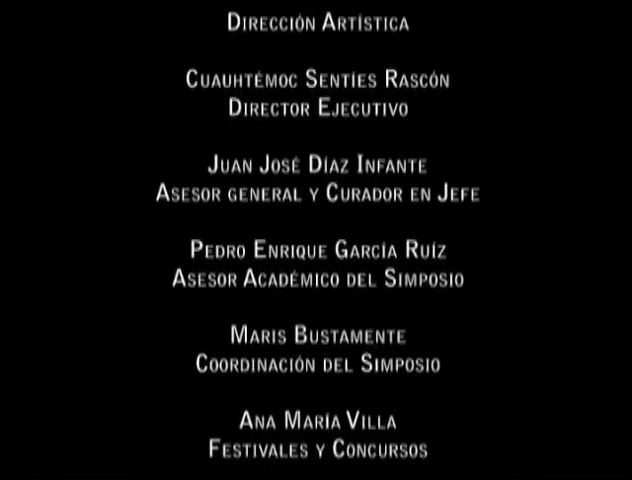 Dirección Artística
Cuauhtémoc Sentíes Rascón
Director Ejecutivo
Juan José Díaz Infante
Asesor general y Curador en Jefe
Pedro Enrique García Ruíz
Asesor Académico del Simposio
Maris Bustamente
Coordinación del Simposio
Ana María Villa
Festivales y Concursos